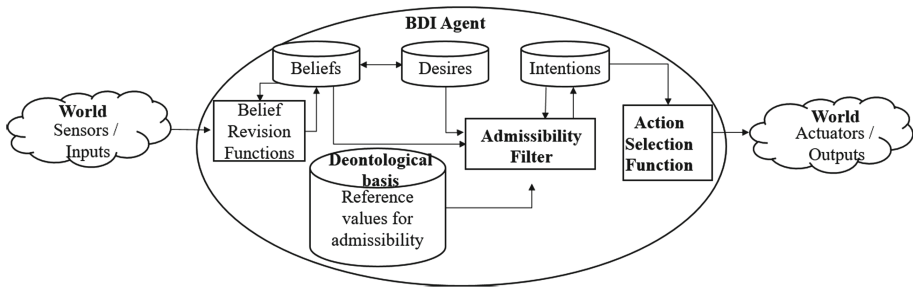 BDI Agent
World
Sensors /
Inputs
Beliefs
Desires
Intentions
Belief
Revision
Functions
Admissibility
Filter
Action
Selection
Function
World
Actuators /
Outputs
Deontological
basis
Reference
values for
admissibility